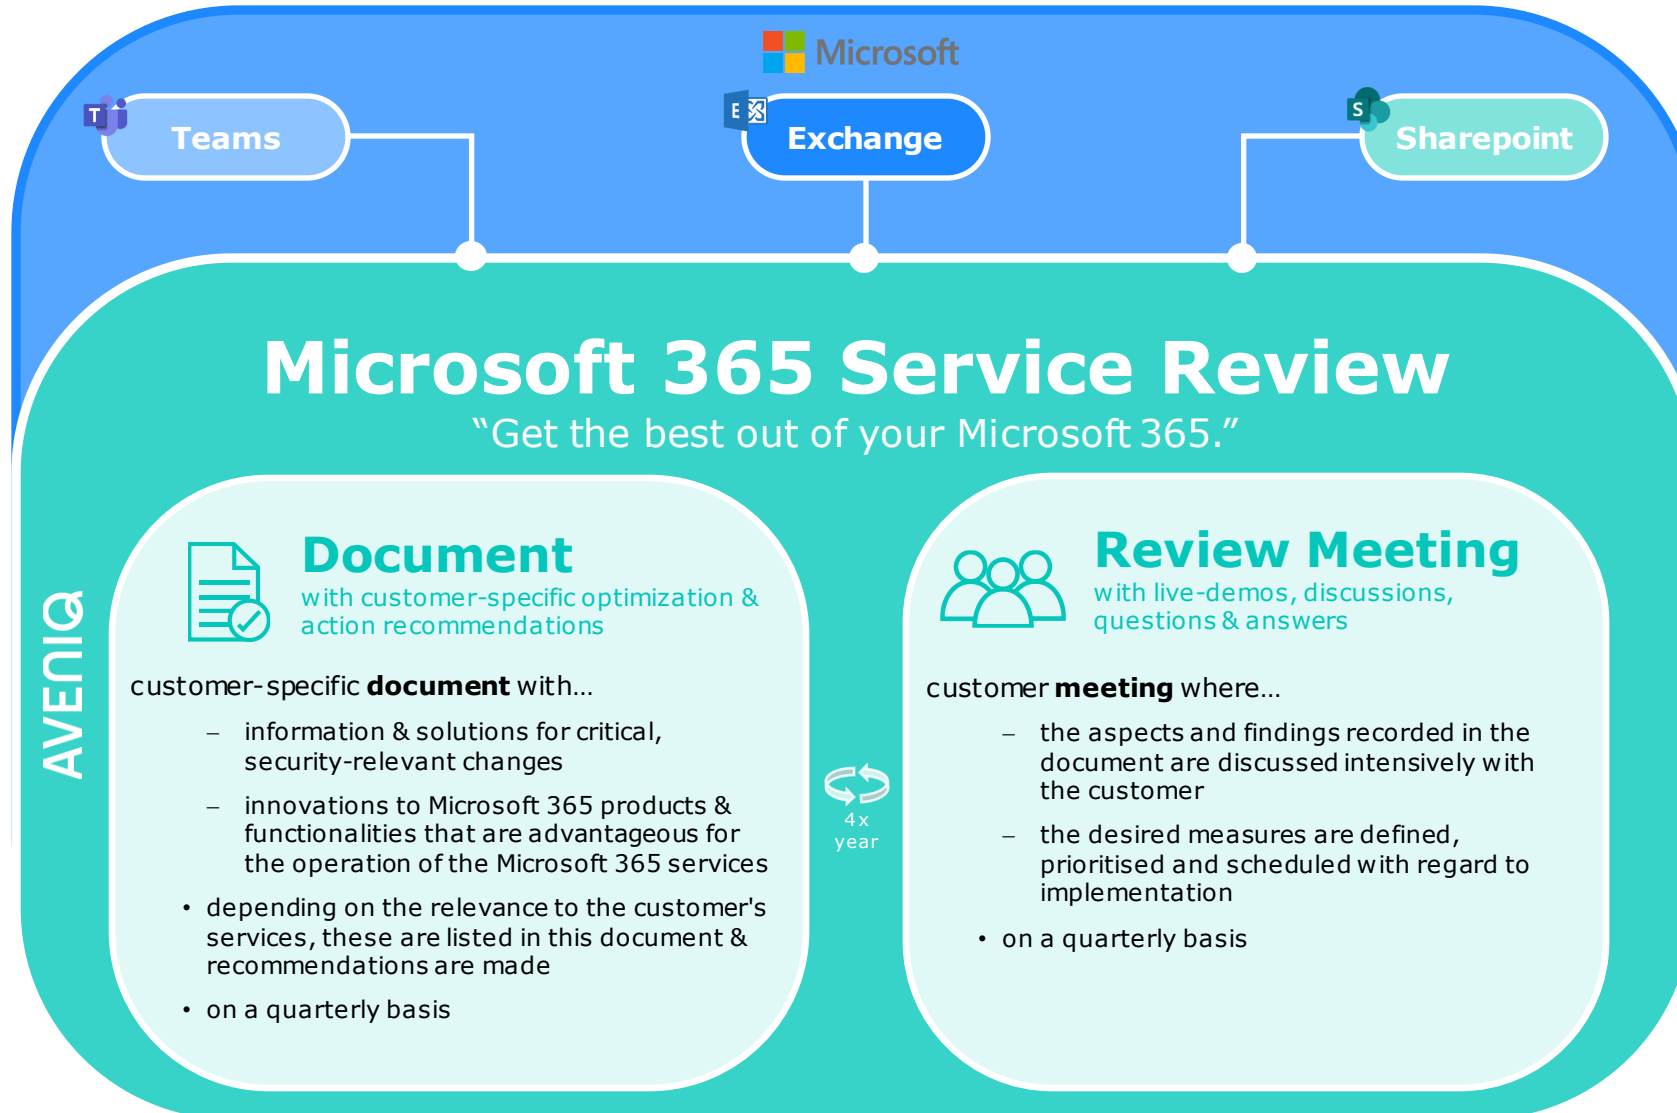 Microsoft
T
Teams
E
Exchange
S
Sharepoint
Microsoft 365 Service Review
“Get the best out of your Microsoft 365.”
AVENIQ
Document
with customer-specific optimization &
action recommendations
customer-specific document with...
– information & solutions for critical,
security-relevant changes
– innovations to Microsoft 365 products &
functionalities that are advantageous for
the operation of the Microsoft 365 services
• depending on the relevance to the customer's
services, these are listed in this document &
recommendations are made
• on a quarterly basis
4x
year
Review Meeting
with live-demos, discussions,
questions & answers
customer meeting where...
– the aspects and findings recorded in the
document are discussed intensively with
the customer
– the desired measures are defined,
prioritised and scheduled with regard to
implementation
• on a quarterly basis